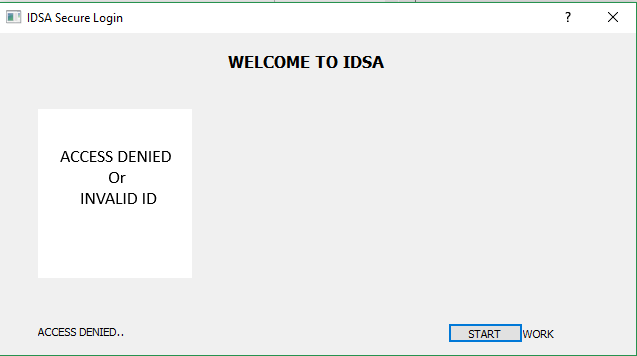 IDSA Secure Login
?
WELCOME TO IDSA
ACCESS DENIED
Or
INVALID ID
ACCESS DENIED..
START
WORK